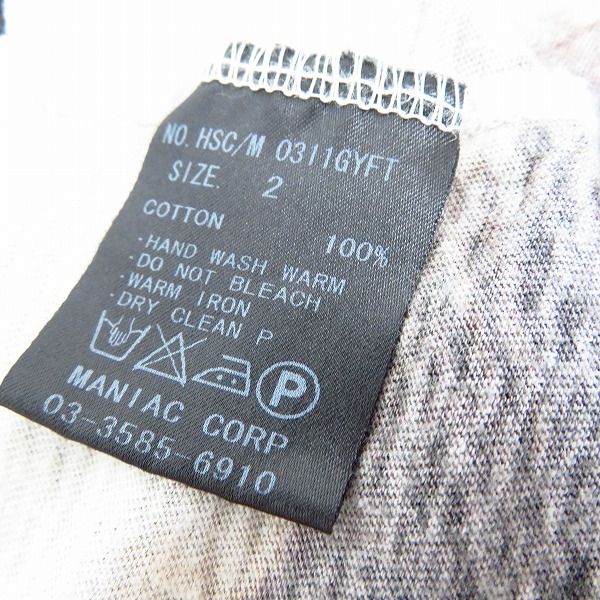 NO. HSC/M 0311GYFT
SIZE. 2
COTTON 100%
·HAND WASH WARM
·DO NOT BLEACH
·WARM IRON
·DRY CLEAN P
P
MANIAC CORP
03-3585-6910